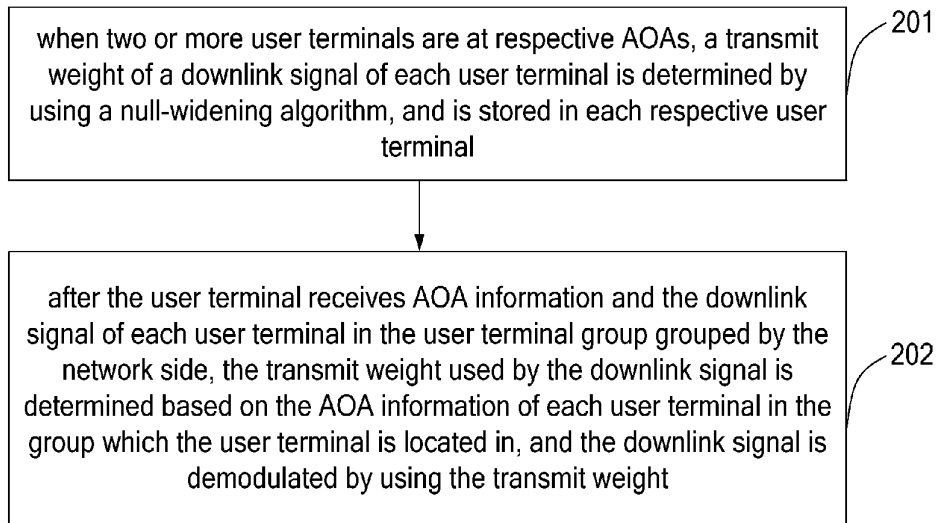 when two or more user terminals are at respective AOAs, a transmit
weight of a downlink signal of each user terminal is determined by
using a null-widening algorithm, and is stored in each respective user
terminal
201
after the user terminal receives AOA information and the downlink
signal of each user terminal in the user terminal group grouped by the
network side, the transmit weight used by the downlink signal is
determined based on the AOA information of each user terminal in the
group which the user terminal is located in, and the downlink signal is
demodulated by using the transmit weight
202